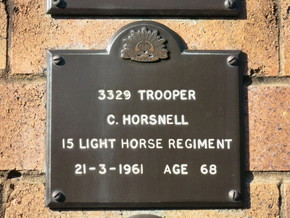 3329 TROOPER
C. HORSNELL
15 LIGHT HORSE REGIMENT
21-3-1961 AGE 68